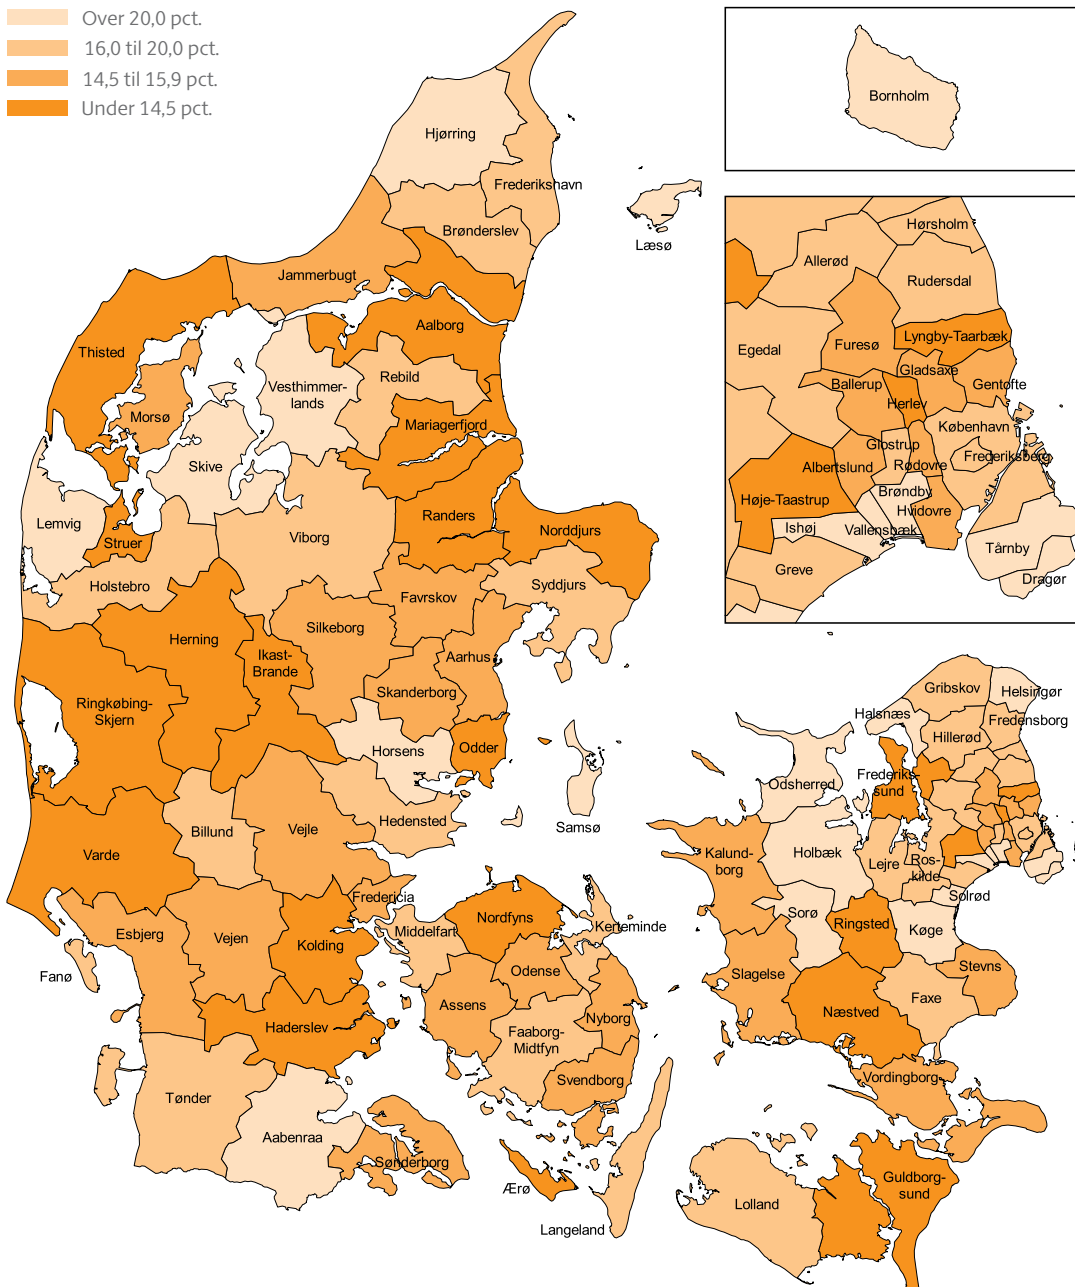 Over 20,0 pct.
16,0 til 20,0 pct.
14,5 til 15,9 pct.
Under 14,5 pct.
Bornholm
Hjørring
Frederikshavn
Brønderslev
Læsø
Jammerbugt
Aalborg
Thisted
Vesthimmer-
lands
Rebild
Morsø
Mariagerfjord
Skive
Lemvig
Struer
Viborg
Randers
Norddjurs
Holstebro
Favrskov
Syddjurs
Silkeborg
Herning
Ikast-
Brande
Aarhus
Skanderborg
Ringkøbing-
Skjern
Horsens
Odder
Samsø
Hedensted
Billund
Vejle
Varde
Fredericia
Esbjerg
Vejen
Kolding
Fanø
Haderslev
Tønder
Aabenraa
Sønderborg
Middelfart
Nordfyns
Kerteminde
Odense
Assens
Nyborg
Faaborg-
Midtfyn
Svendborg
Ærø
Langeland
Hørsholm
Allerød
Rudersdal
Egedal
Furesø
Lyngby-Taarbæk
Gladsaxe
Ballerup
Gentofte
Herlev
København
Glostrup
Frederiksberg
Albertslund
Rødovre
Høje-Taastrup
Brøndby
Hvidovre
Ishøj
Vallensbæk
Tårnby
Greve
Dragør
Gribskov
Helsingør
Halsnæs
Fredensborg
Hillerød
Frederiks-
sund
Odsherred
Holbæk
Kalund-
borg
Lejre
Ros-
kilde
Solrød
Sorø
Ringsted
Køge
Slagelse
Stevns
Faxe
Næstved
Vordingborg
Guldborg-
sund
Lolland